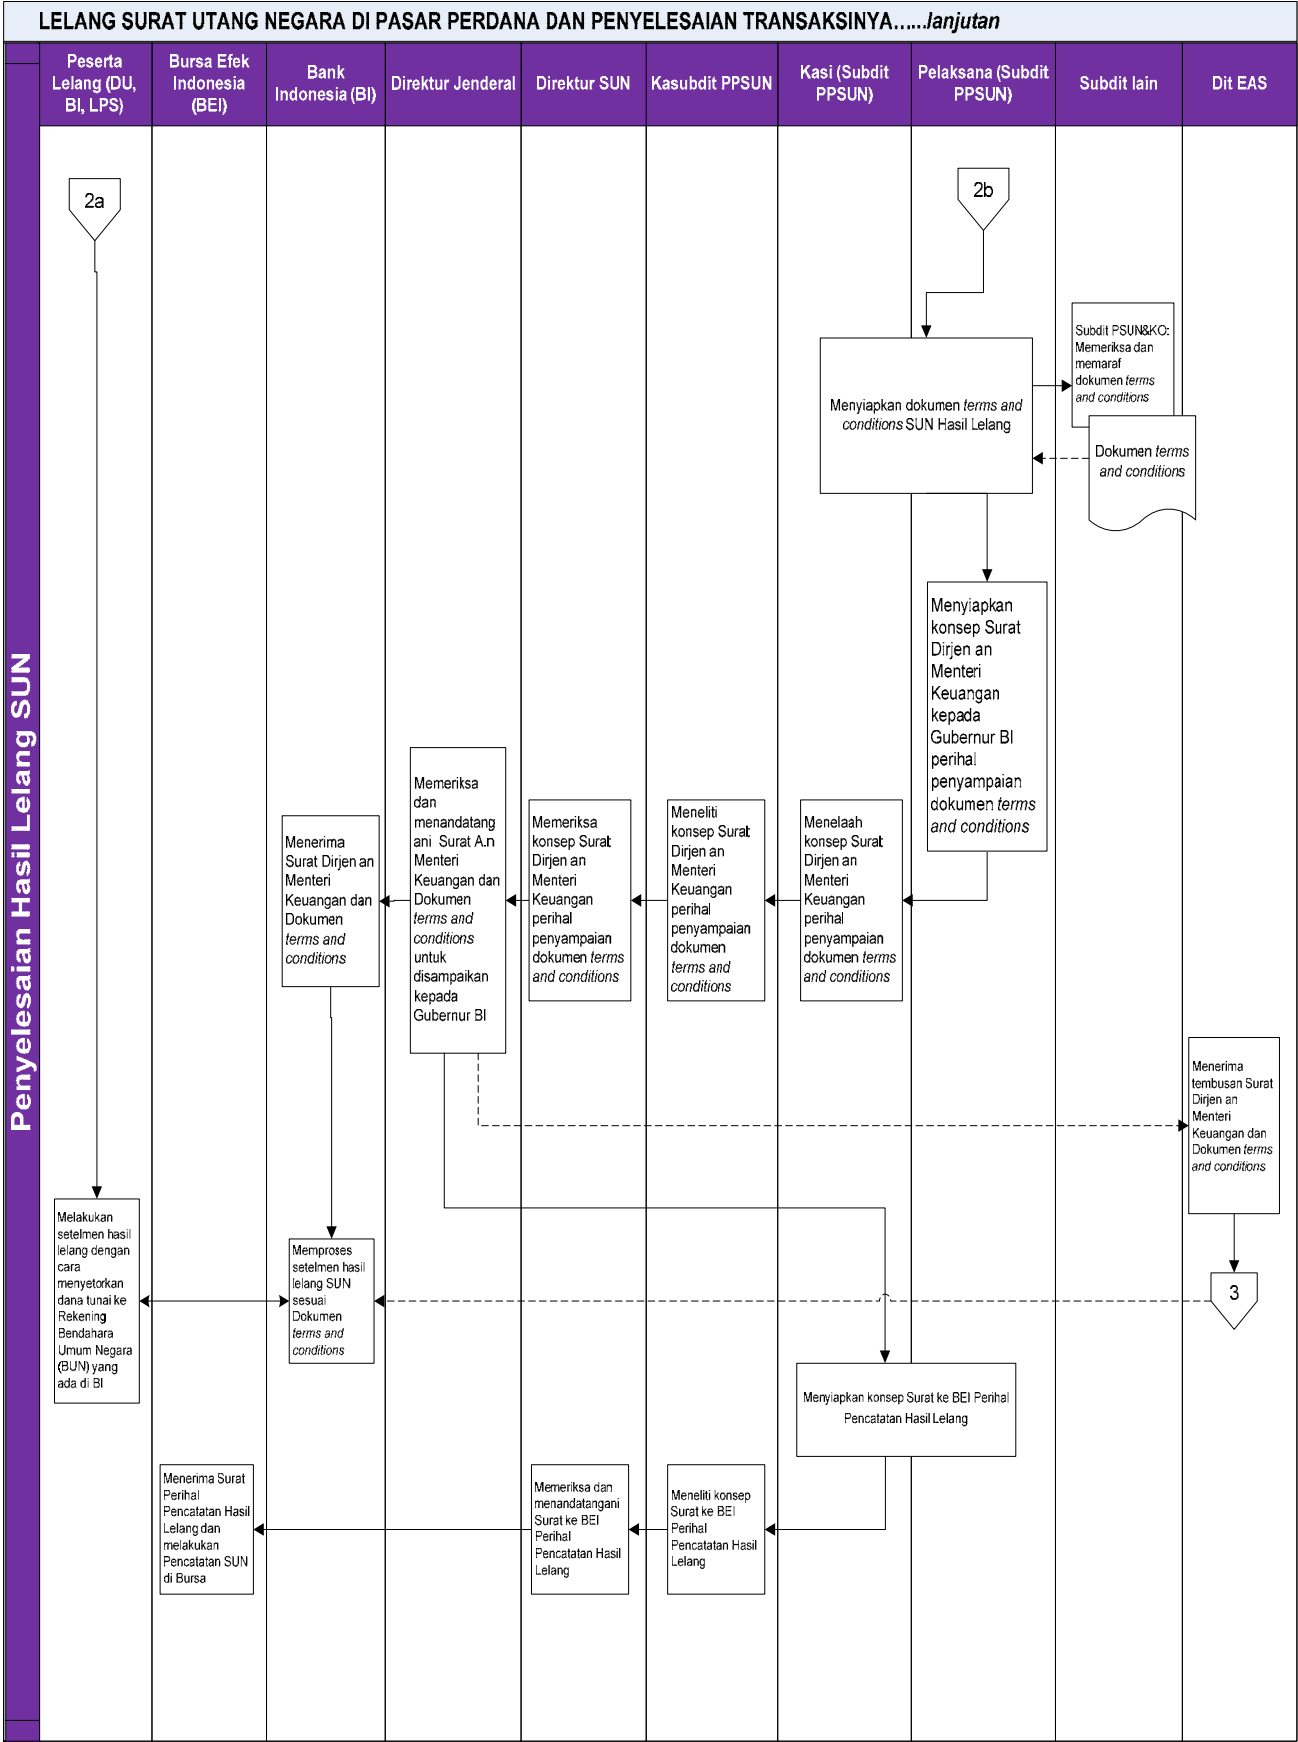 LELANG SURAT UTANG NEGARA DI PASAR PERDANA DAN PENYELESAIAN TRANSAKSINYA......lanjutan
Peserta
Lelang (DU,
BI, LPS)
Bursa Efek
Indonesia
(BEI)
Bank
Indonesia (BI)
Direktur Jenderal
Direktur SUN
Kasubdit PPSUN
Kasi (Subdit
PPSUN)
Pelaksana (Subdit
PPSUN)
Subdit lain
Dit EAS
Penyelesaian Hasil Lelang SUN
2a
2b
Subdit PSUN&KO:
Memeriksa dan
memaraf
dokumen terms
and conditions
Menyiapkan dokumen terms and
conditions SUN Hasil Lelang
Dokumen terms
and conditions
Menyiapkan
konsep Surat
Dirjen an
Menteri
Keuangan
kepada
Gubernur BI
perihal
penyampaian
dokumen terms
and conditions
Menelaah
konsep Surat
Dirjen an
Menteri
Keuangan
perihal
penyampaian
dokumen terms
and conditions
Meneliti
konsep Surat
Dirjen an
Menteri
Keuangan
perihal
penyampaian
dokumen
terms and
conditions
Memeriksa
konsep Surat
Dirjen an
Menteri
Keuangan
perihal
penyampaian
dokumen terms
and conditions
Memeriksa
dan
menandatang
ani Surat A.n
Menteri
Keuangan dan
Dokumen
terms and
conditions
untuk
disampaikan
kepada
Gubernur BI
Menerima
Surat Dirjen an
Menteri
Keuangan dan
Dokumen
terms and
conditions
Menerima
tembusan Surat
Dirjen an
Menteri
Keuangan dan
Dokumen terms
and conditions
3
Melakukan
setelmen hasil
lelang dengan
cara
menyetorkan
dana tunai ke
Rekening
Bendahara
Umum Negara
(BUN) yang
ada di BI
Memproses
setelmen hasil
lelang SUN
sesuai
Dokumen
terms and
conditions
Menyiapkan konsep Surat ke BEI Perihal
Pencatatan Hasil Lelang
Meneliti konsep
Surat ke BEI
Perihal
Pencatatan Hasil
Lelang
Memeriksa dan
menandatangani
Surat ke BEI
Perihal
Pencatatan Hasil
Lelang
Menerima Surat
Perihal
Pencatatan Hasil
Lelang dan
melakukan
Pencatatan SUN
di Bursa